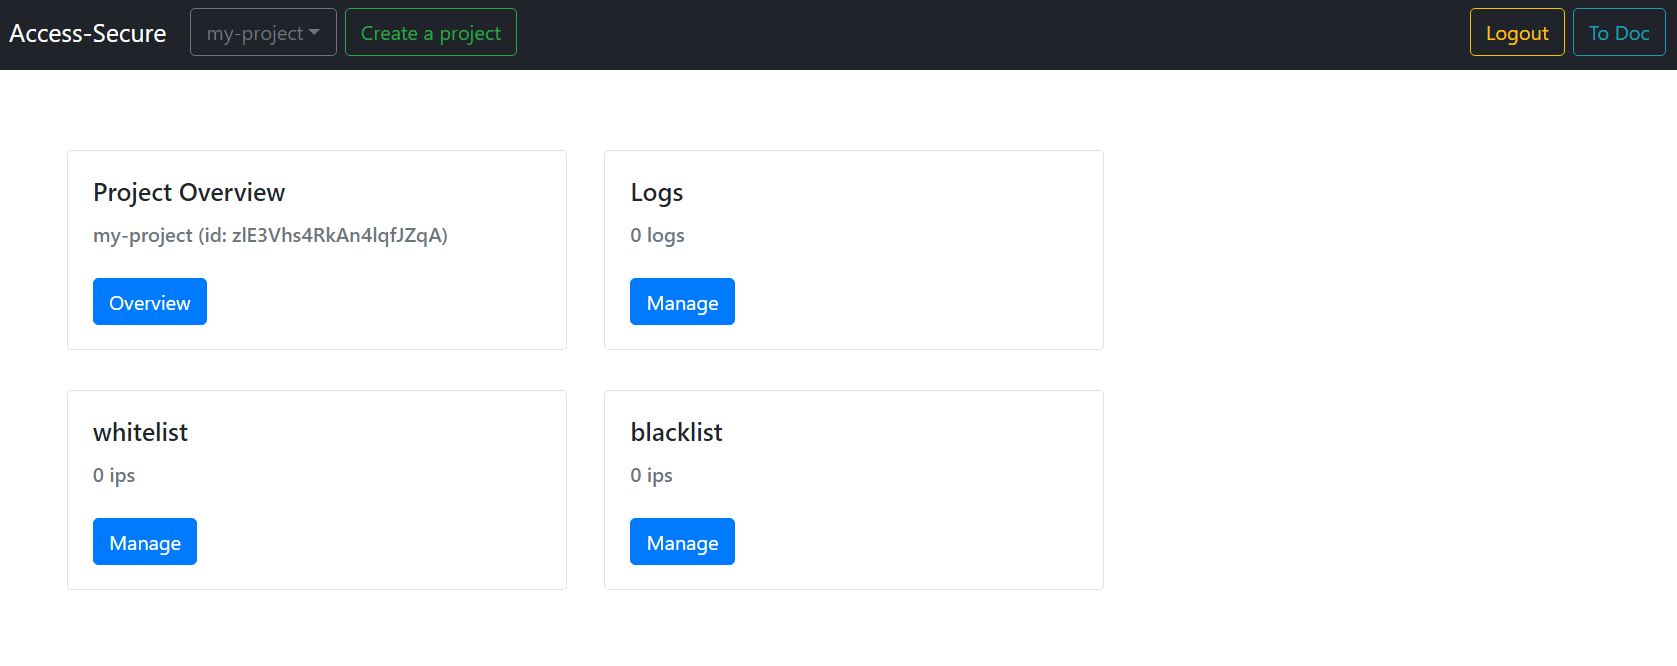 Access-Secure my-project Create a project Logout To Doc
Project Overview
my-project (id: zlE3Vhs4RkAn4lqfJZqA)
Overview
Logs
0 logs
Manage
whitelist
0 ips
Manage
blacklist
0 ips
Manage